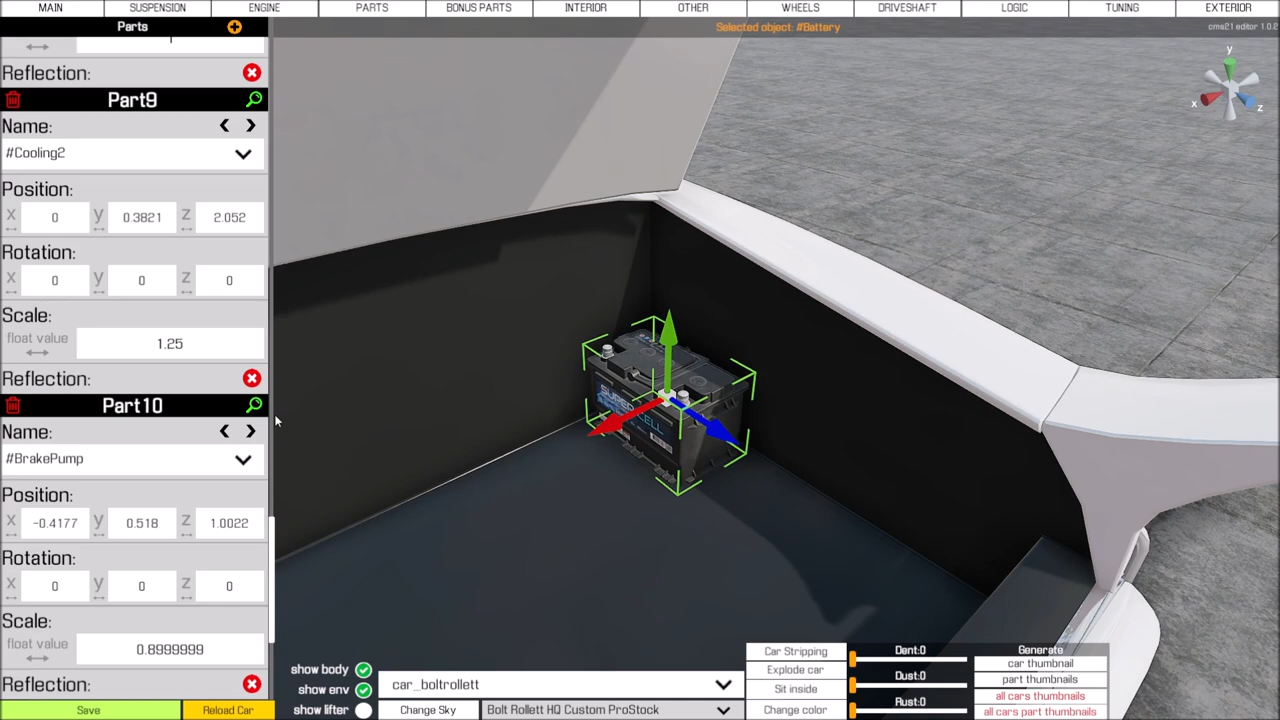 MAIN SUSPENSION ENGINE PARTS BONUS PARTS INTERIOR OTHER WHEELS DRIVESHAFT LOGIC TUNING EXTERIOR
Parts
Selected object: #Battery
cms21 editor 1.0.2
Reflection:
Part9
Name:
#Cooling2
Position:
x 0 y 0.3821 z 2.052
Rotation:
x 0 y 0 z 0
Scale:
float value 1.25
Reflection:
Part10
Name:
#BrakePump
Position:
x -0.4177 y 0.518 z 1.0022
Rotation:
x 0 y 0 z 0
Scale:
float value 0.8999999
Reflection:
Save Reload Car
y
x z
show body
show env
show lifter
car_boltrollett
Change Sky Bolt Rollett HQ Custom ProStock
Car Stripping
Explode car
Sit inside
Change color
Dent:0
Dust:0
Rust:0
Generate
car thumbnail
part thumbnails
all cars thumbnails
all cars part thumbnails